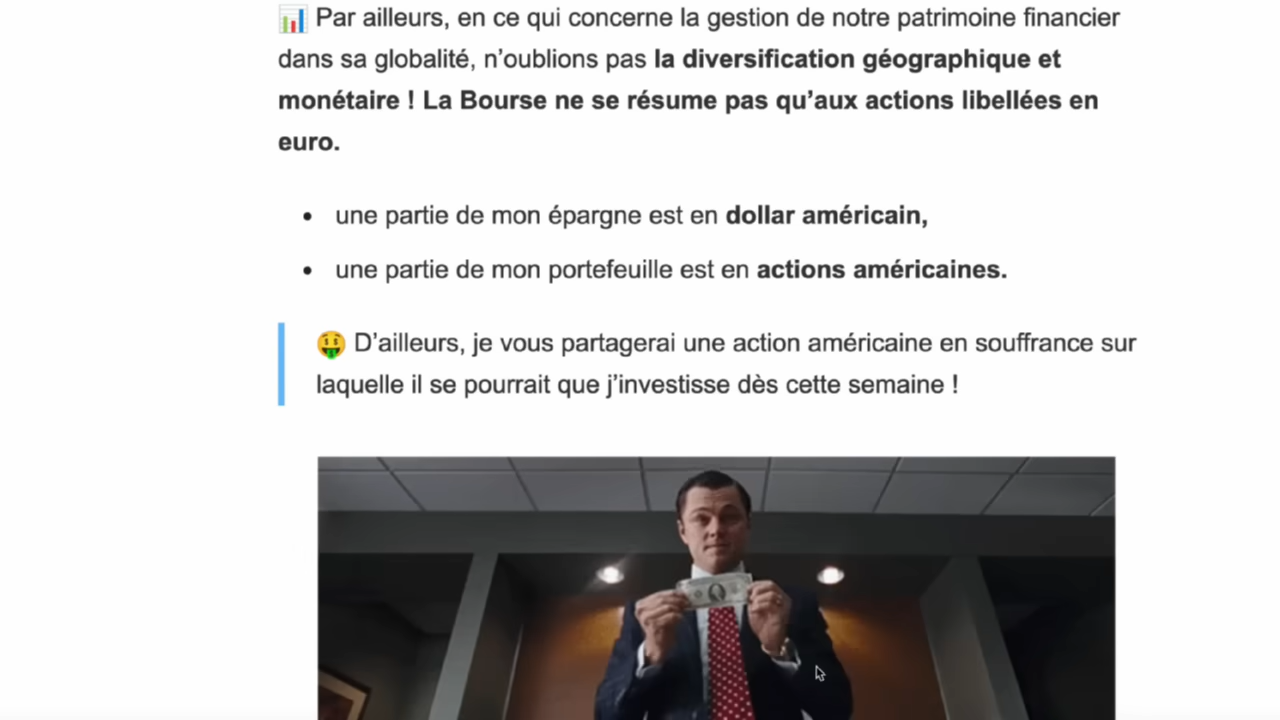 📊 Par ailleurs, en ce qui concerne la gestion de notre patrimoine financier
dans sa globalité, n’oublions pas la diversification géographique et
monétaire ! La Bourse ne se résume pas qu’aux actions libellées en
euro.
• une partie de mon épargne est en dollar américain,
• une partie de mon portefeuille est en actions américaines.
🤑 D’ailleurs, je vous partagerai une action américaine en souffrance sur
laquelle il se pourrait que j’investisse dès cette semaine !